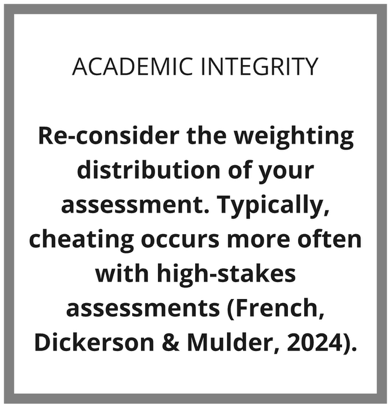 ACADEMIC INTEGRITY
Re-consider the weighting
distribution of your
assessment. Typically,
cheating occurs more often
with high-stakes
assessments (French,
Dickerson & Mulder, 2024).